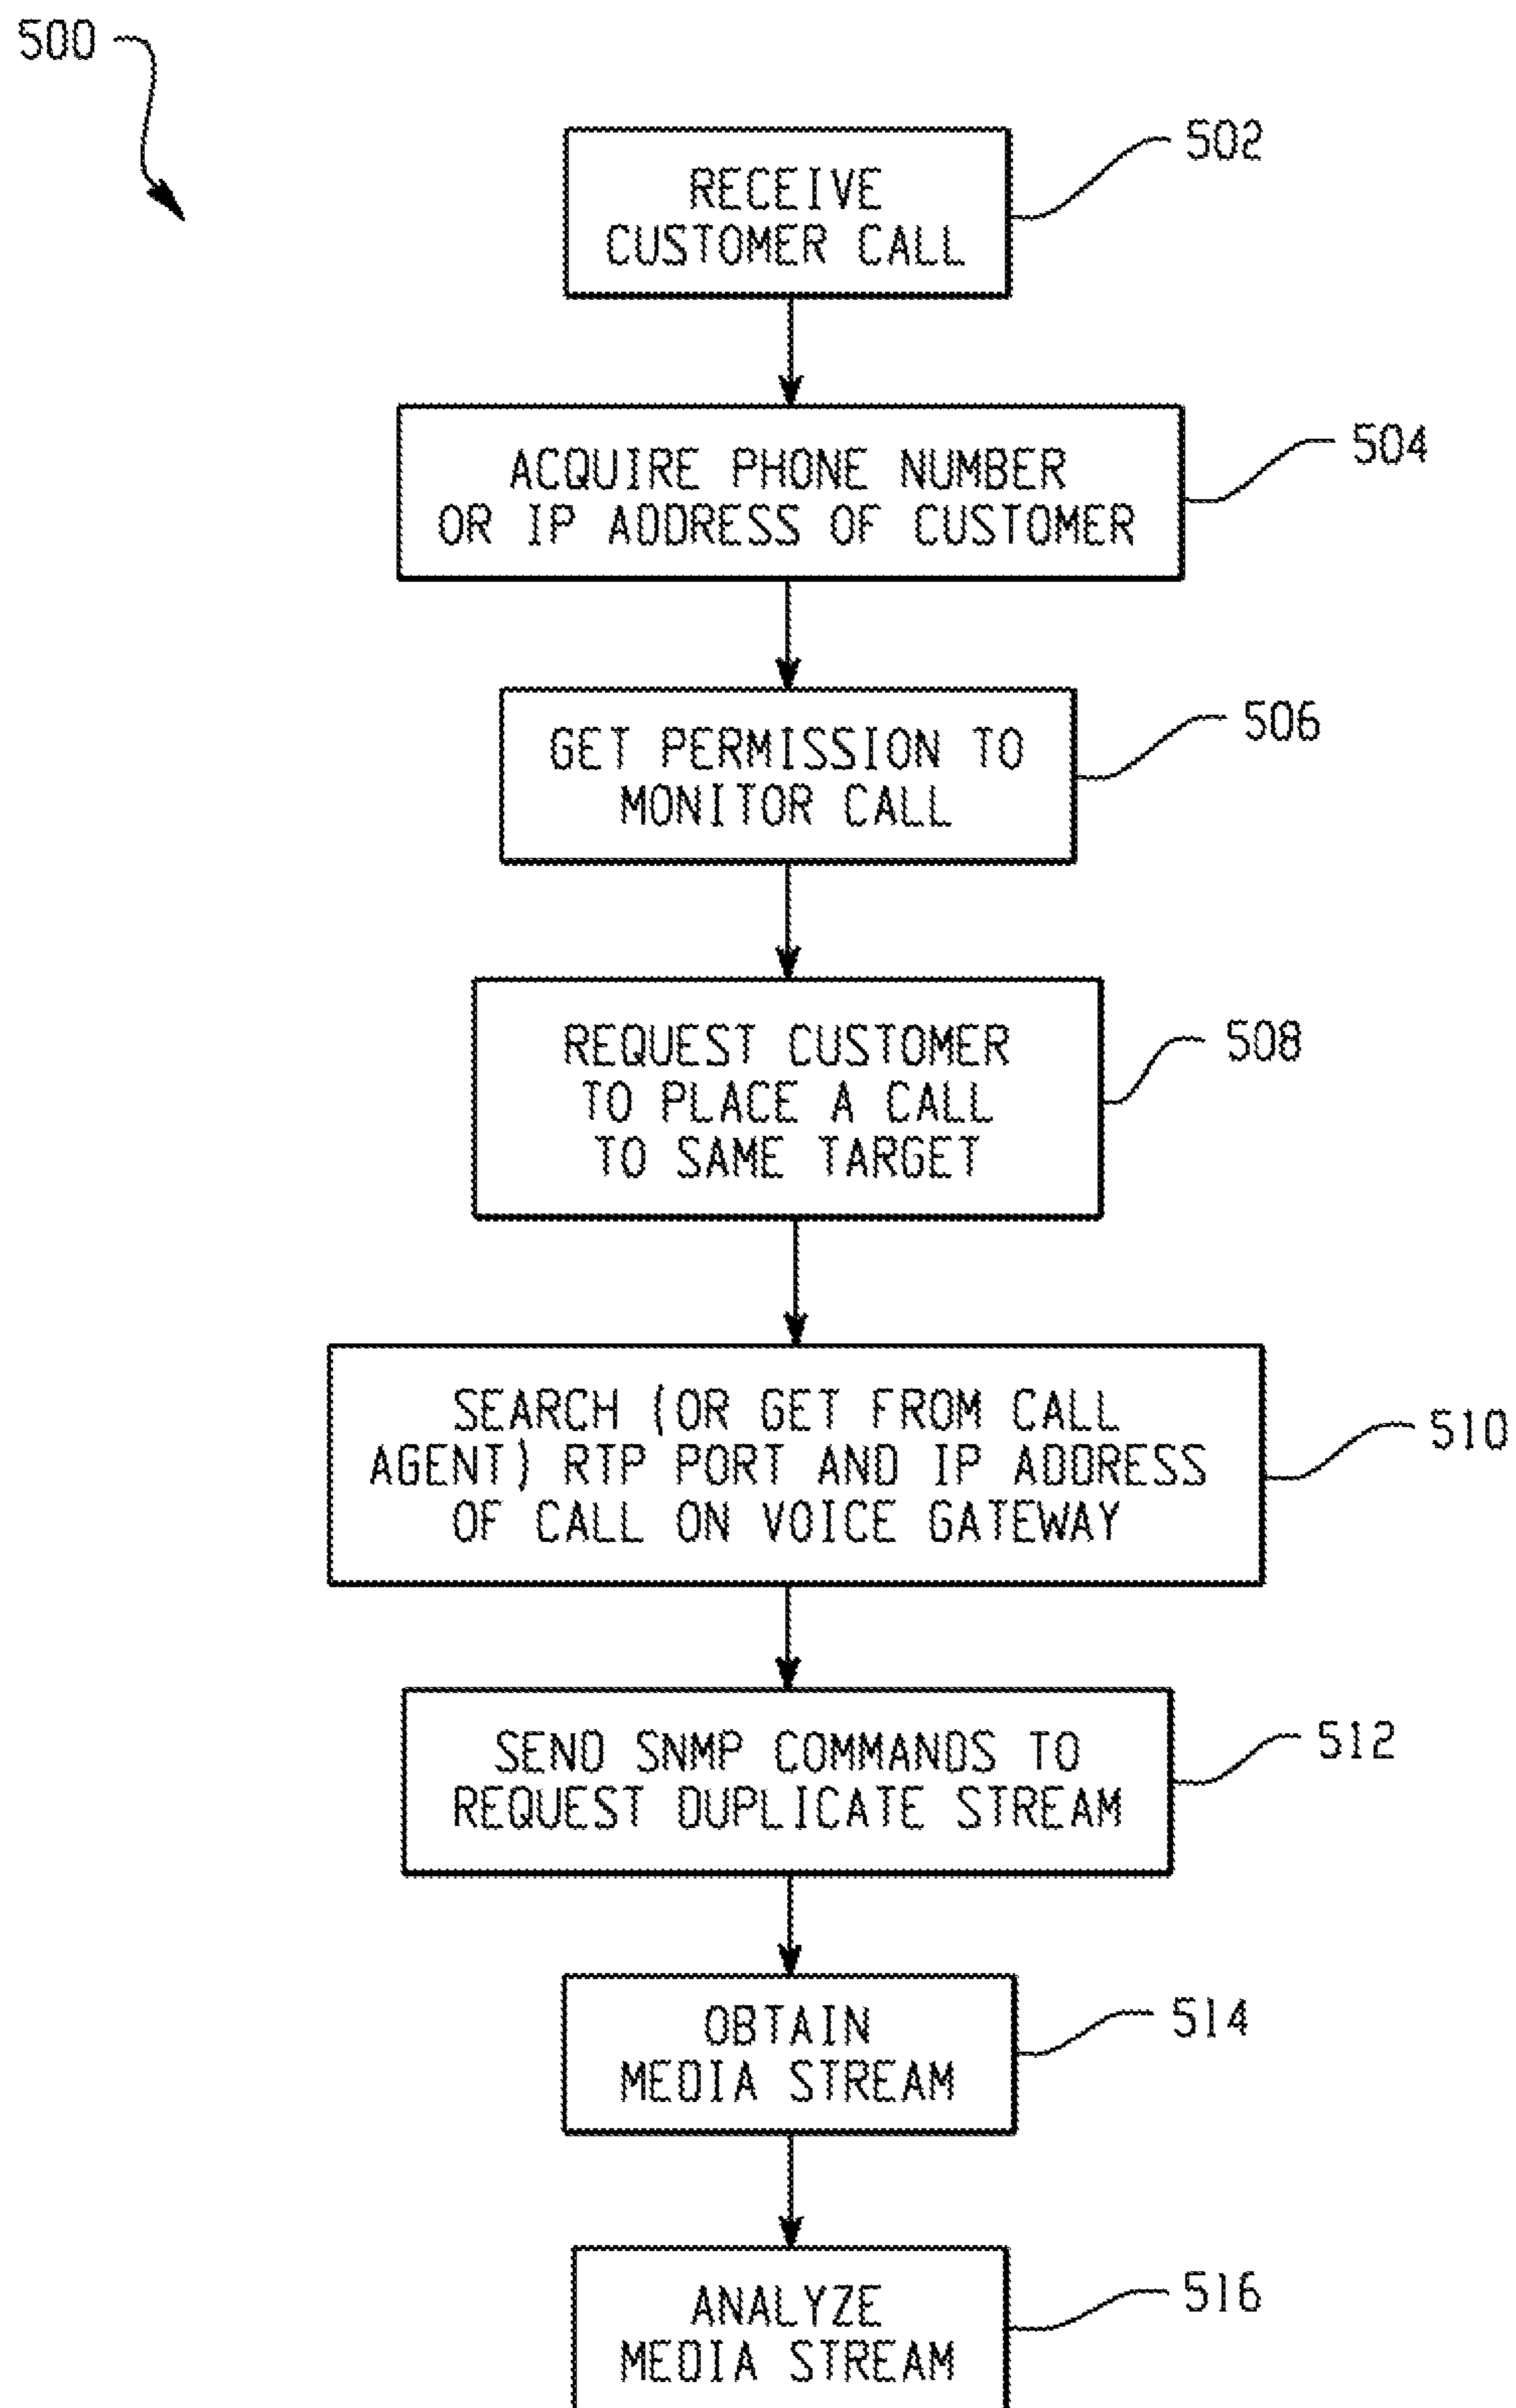 500
502
RECEIVE
CUSTOMER CALL
504
ACQUIRE PHONE NUMBER
OR IP ADDRESS OF CUSTOMER
506
GET PERMISSION TO
MONITOR CALL
508
REQUEST CUSTOMER
TO PLACE A CALL
TO SAME TARGET
510
SEARCH (OR GET FROM CALL
AGENT) RTP PORT AND IP ADDRESS
OF CALL ON VOICE GATEWAY
512
SEND SNMP COMMANDS TO
REQUEST DUPLICATE STREAM
514
OBTAIN
MEDIA STREAM
516
ANALYZE
MEDIA STREAM